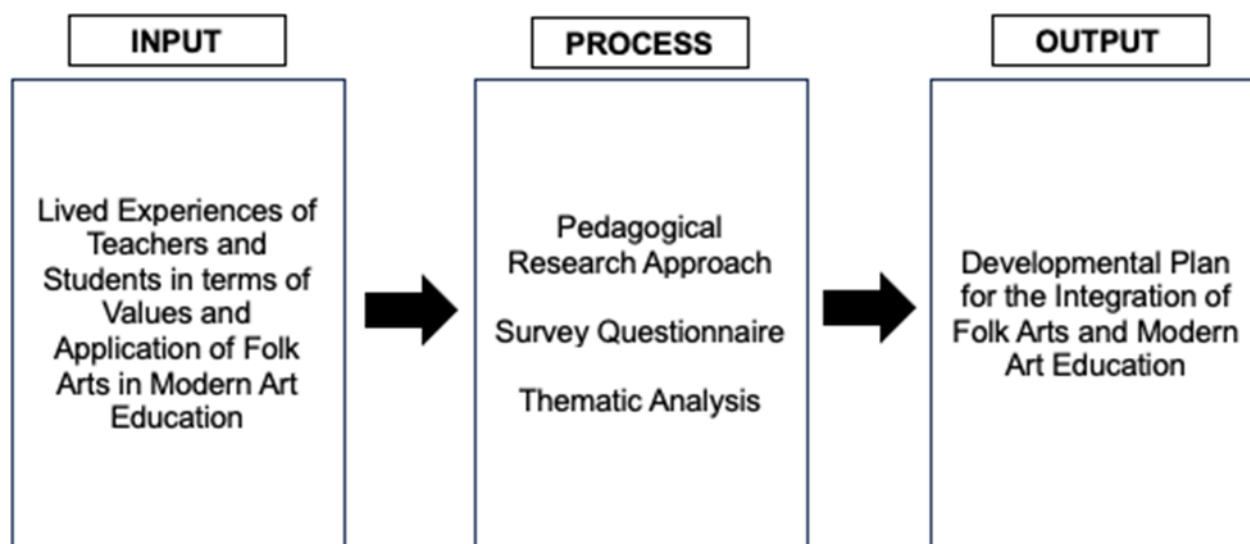 INPUT
Lived Experiences of
Teachers and
Students in terms of
Values and
Application of Folk
Arts in Modern Art
Education
PROCESS
Pedagogical
Research Approach
Survey Questionnaire
Thematic Analysis
OUTPUT
Developmental Plan
for the Integration of
Folk Arts and Modern
Art Education